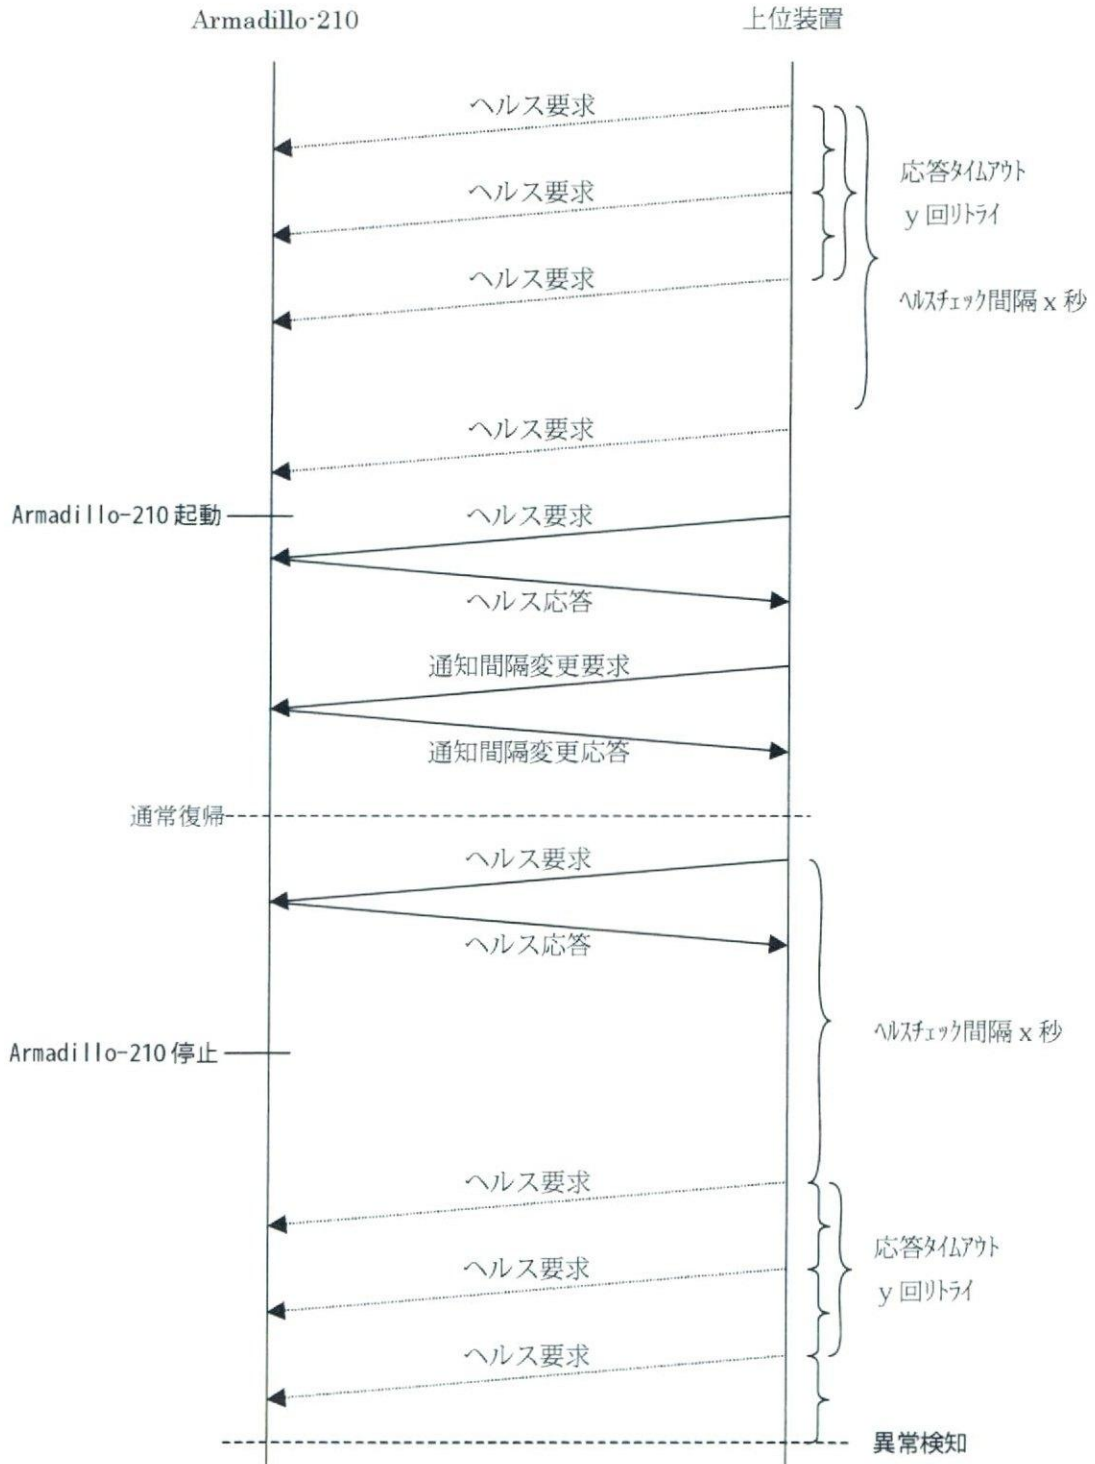 Armadillo-210
上位装置
ヘルス要求
ヘルス要求
応答ﾀｲﾑｱｳﾄ
y 回ﾘﾄﾗｲ
ヘルス要求
ﾍﾙｽﾁｪｯｸ間隔 x 秒
ヘルス要求
Armadillo-210 起動
ヘルス要求
ヘルス応答
通知間隔変更要求
通知間隔変更応答
通常復帰
ヘルス要求
ヘルス応答
ﾍﾙｽﾁｪｯｸ間隔 x 秒
Armadillo-210 停止
ヘルス要求
ヘルス要求
応答ﾀｲﾑｱｳﾄ
y 回ﾘﾄﾗｲ
ヘルス要求
異常検知